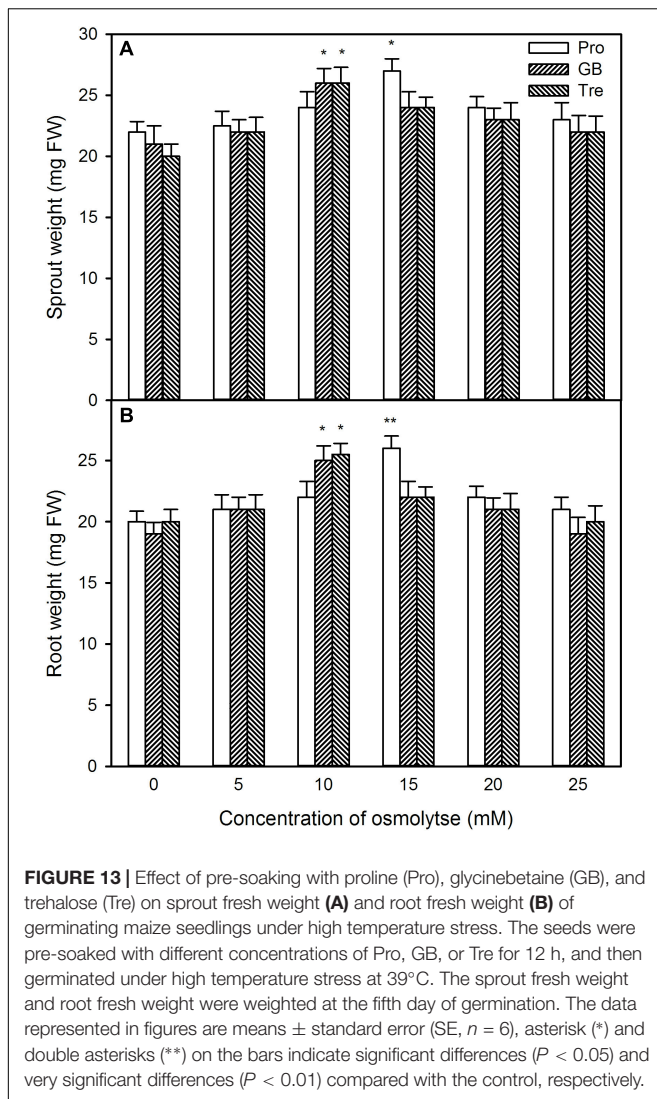 A
* * *
Pro
GB
Tre
30
25
20
15
10
5
0
Sprout weight (mg FW)
B
* * **
25
20
15
10
5
0
Root weight (mg FW)
0 5 10 15 20 25
Concentration of osmolytse (mM)
FIGURE 13 | Effect of pre-soaking with proline (Pro), glycinebetaine (GB), and
trehalose (Tre) on sprout fresh weight (A) and root fresh weight (B) of
germinating maize seedlings under high temperature stress. The seeds were
pre-soaked with different concentrations of Pro, GB, or Tre for 12 h, and then
germinated under high temperature stress at 39°C. The sprout fresh weight
and root fresh weight were weighted at the fifth day of germination. The data
represented in figures are means ± standard error (SE, n = 6), asterisk (*) and
double asterisks (**) on the bars indicate significant differences (P < 0.05) and
very significant differences (P < 0.01) compared with the control, respectively.